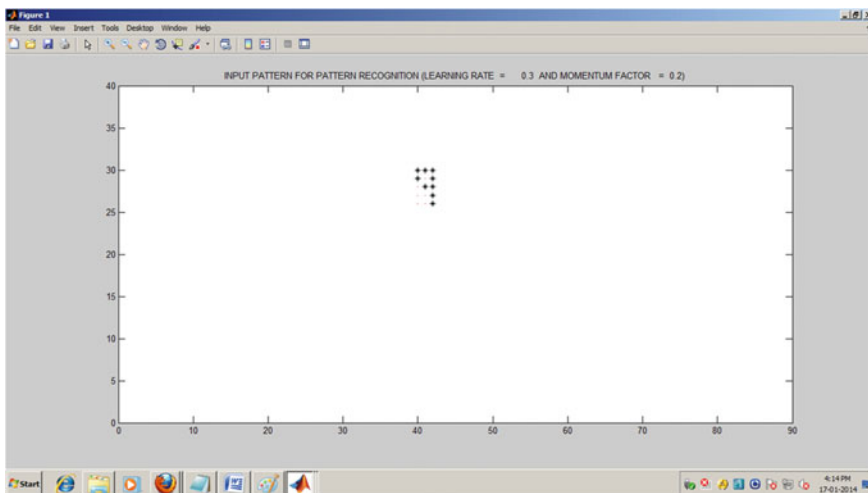 Figure 1
File Edit View Insert Tools Desktop Window Help
INPUT PATTERN FOR PATTERN RECOGNITION (LEARNING RATE = 0.3 AND MOMENTUM FACTOR = 0.2)
40
35
30
25
20
15
10
5
0
0 10 20 30 40 50 60 70 80 90
Start
4:14 PM
17-01-2014